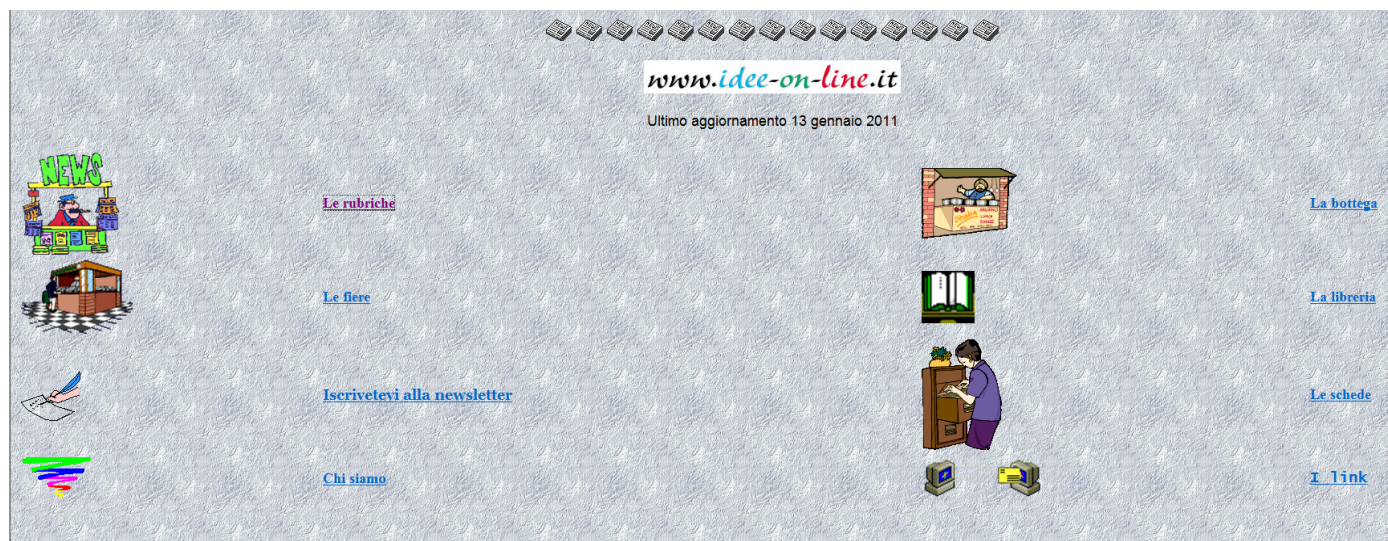 www.idee-on-line.it
Ultimo aggiornamento 13 gennaio 2011
NEWS
Le rubriche
La bottega
Le fiere
La libreria
Iscrivetevi alla newsletter
Le schede
Chi siamo
I link